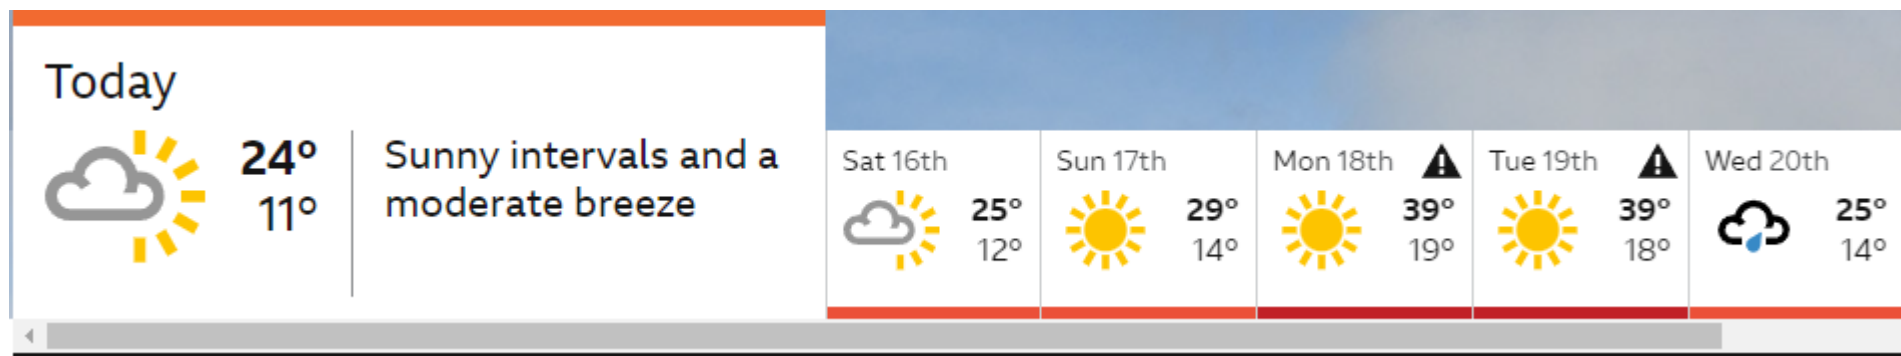 Today
24°
11°
Sunny intervals and a
moderate breeze
Sat 16th
25°
12°
Sun 17th
29°
14°
Mon 18th
39°
19°
Tue 19th
39°
18°
Wed 20th
25°
14°